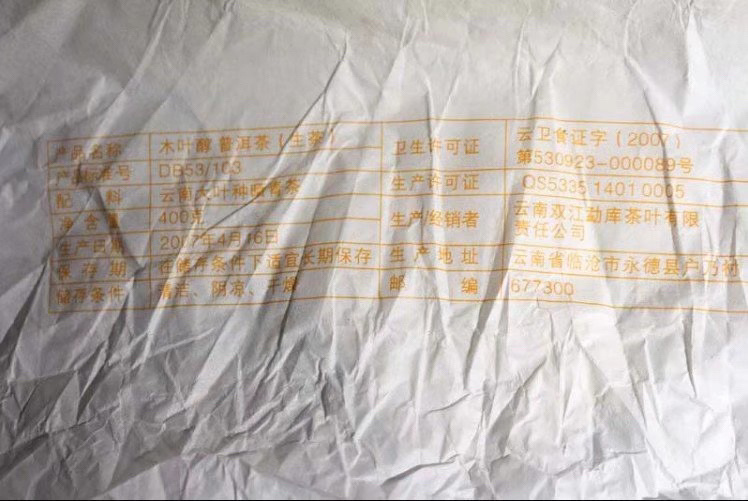 产品名称 木叶醇 普洱茶（生茶）
产品标准号 DB53/103
配料 云南大叶种晒青茶
净含量 400克
生产日期 2007年4月16日
保存期 在储存条件下适宜长期保存
储存条件 清洁、阴凉、干燥
卫生许可证 云卫食证字（2007）
第530923-000089号
生产许可证 QS5335 1401 0005
生产/经销者 云南双江勐库茶叶有限
责任公司
生产地址 云南省临沧市永德县户乃村
邮编 677300